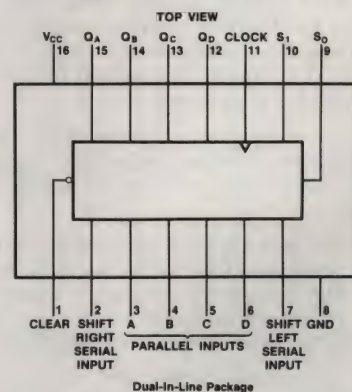 TOP VIEW
VCC QA QB QC QD CLOCK S1 S0
16 15 14 13 12 11 10 9
1 2 3 4 5 6 7 8
CLEAR SHIFT RIGHT SERIAL INPUT A B C D SHIFT LEFT SERIAL INPUT GND
PARALLEL INPUTS
Dual-In-Line Package